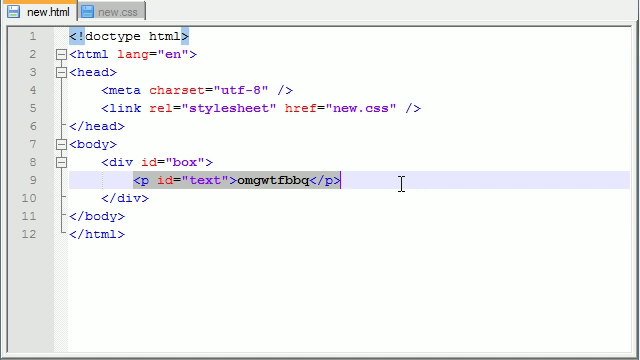 new.html new.css
1 <!doctype html>
2 <html lang="en">
3 <head>
4 <meta charset="utf-8" />
5 <link rel="stylesheet" href="new.css" />
6 </head>
7 <body>
8 <div id="box">
9 <p id="text">omgwtfbbq</p>
10 </div>
11 </body>
12 </html>